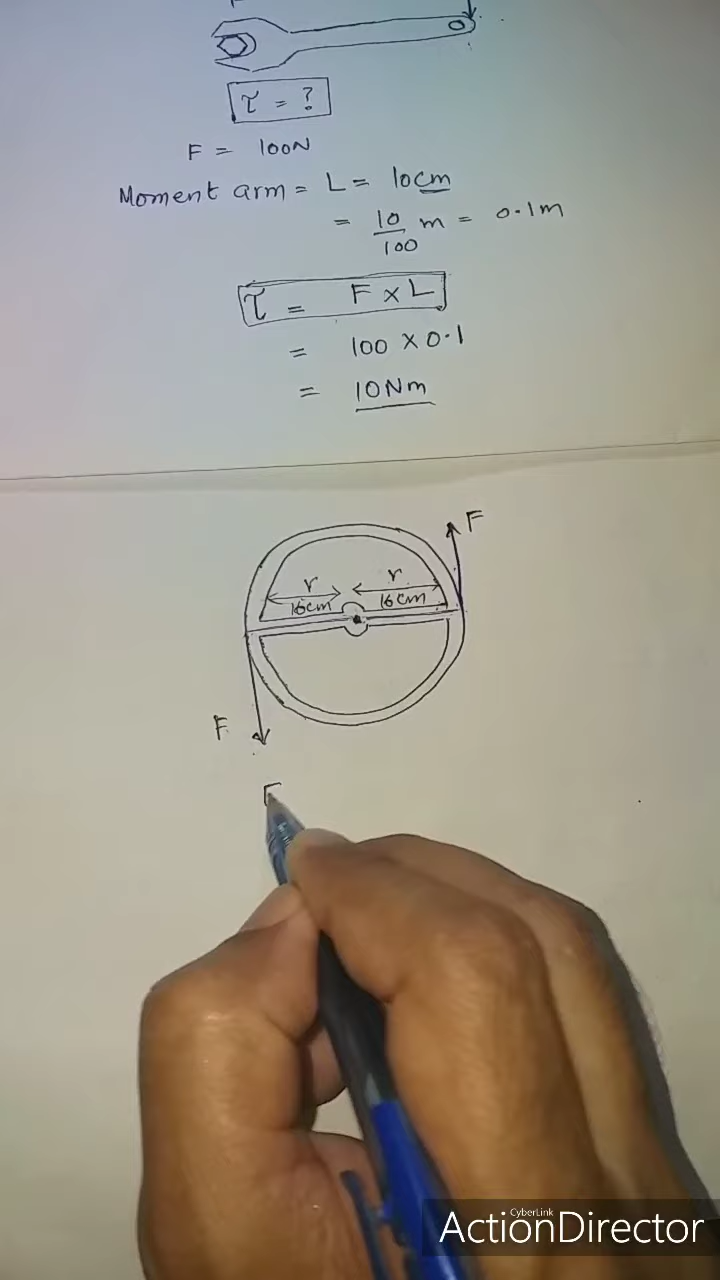 τ = ?
F = 100N
Moment arm = L = 10cm
= 10/100 m = 0.1m
τ = F × L
= 100 × 0.1
= 10Nm
F
r r
16cm 16cm
F
F
CyberLink
ActionDirector